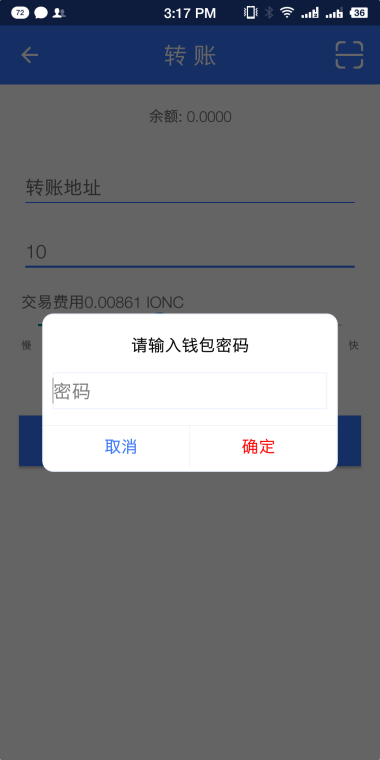 72
3:17 PM
36
转账
余额: 0.0000
转账地址
10
交易费用0.00861 IONC
慢
快
请输入钱包密码
密码
取消
确定